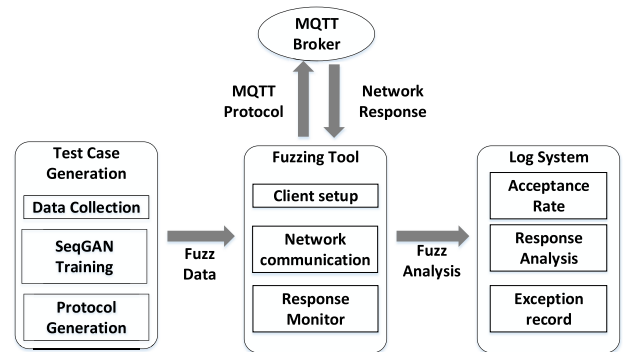 MQTT
Broker
MQTT
Protocol
Network
Response
Test Case
Generation
Data Collection
SeqGAN
Training
Protocol
Generation
Fuzz
Data
Fuzzing Tool
Client setup
Network
communication
Response
Monitor
Fuzz
Analysis
Log System
Acceptance
Rate
Response
Analysis
Exception
record